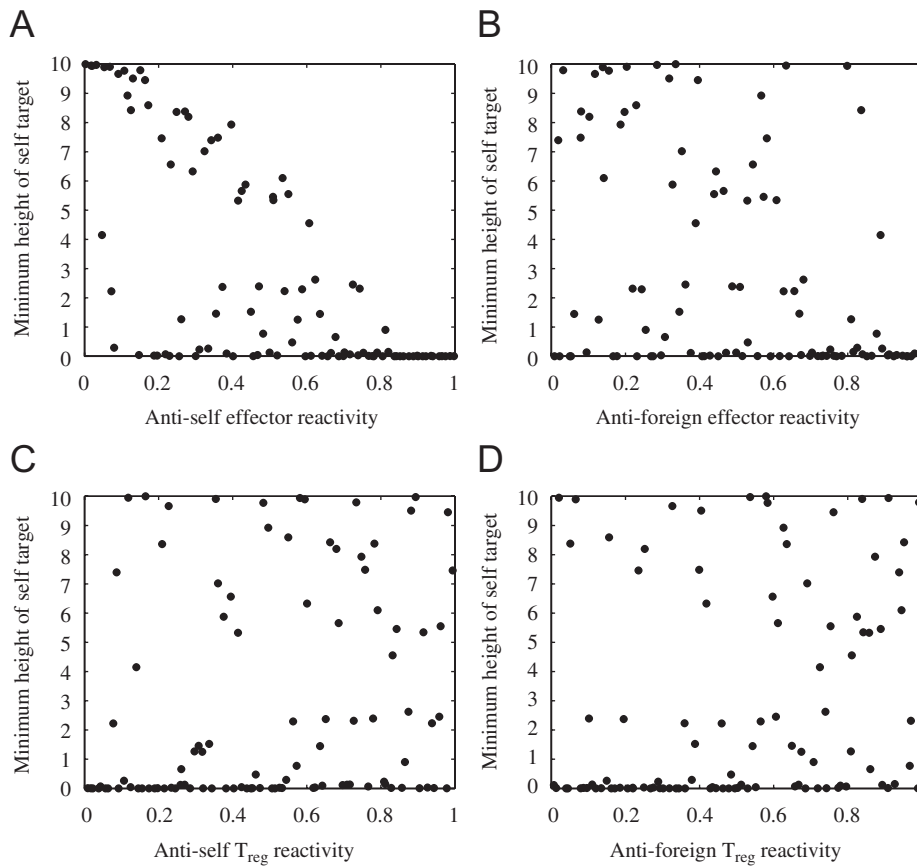 A
B
Minimum height of self target
10
9
8
7
6
5
4
3
2
1
0
0 0.2 0.4 0.6 0.8 1
Anti-self effector reactivity
Minimum height of self target
10
9
8
7
6
5
4
3
2
1
0
0 0.2 0.4 0.6 0.8
Anti-foreign effector reactivity
C
D
Minimum height of self target
10
9
8
7
6
5
4
3
2
1
0
0 0.2 0.4 0.6 0.8 1
Anti-self Treg reactivity
Minimum height of self target
10
9
8
7
6
5
4
3
2
1
0
0 0.2 0.4 0.6 0.8
Anti-foreign Treg reactivity